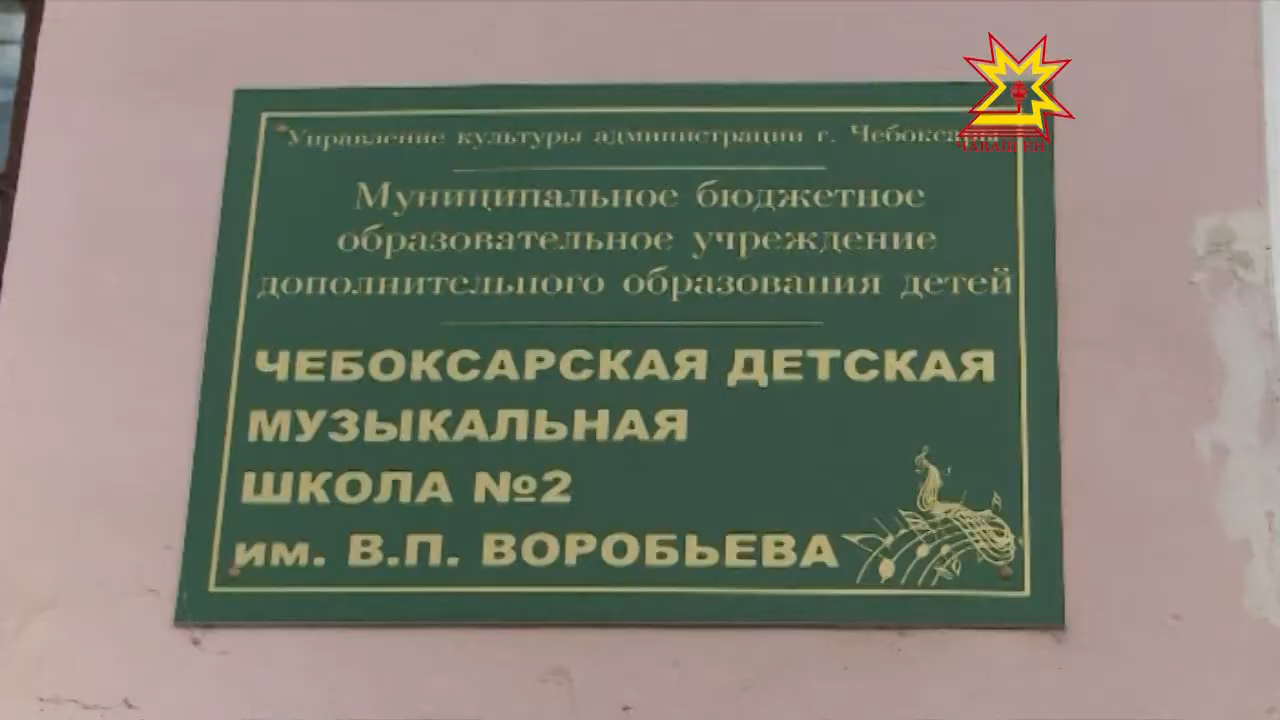 Управление культуры администрации г. Чебоксары
Муниципальное бюджетное
образовательное учреждение
дополнительного образования детей
ЧЕБОКСАРСКАЯ ДЕТСКАЯ
МУЗЫКАЛЬНАЯ
ШКОЛА №2
им. В.П. ВОРОБЬЕВА